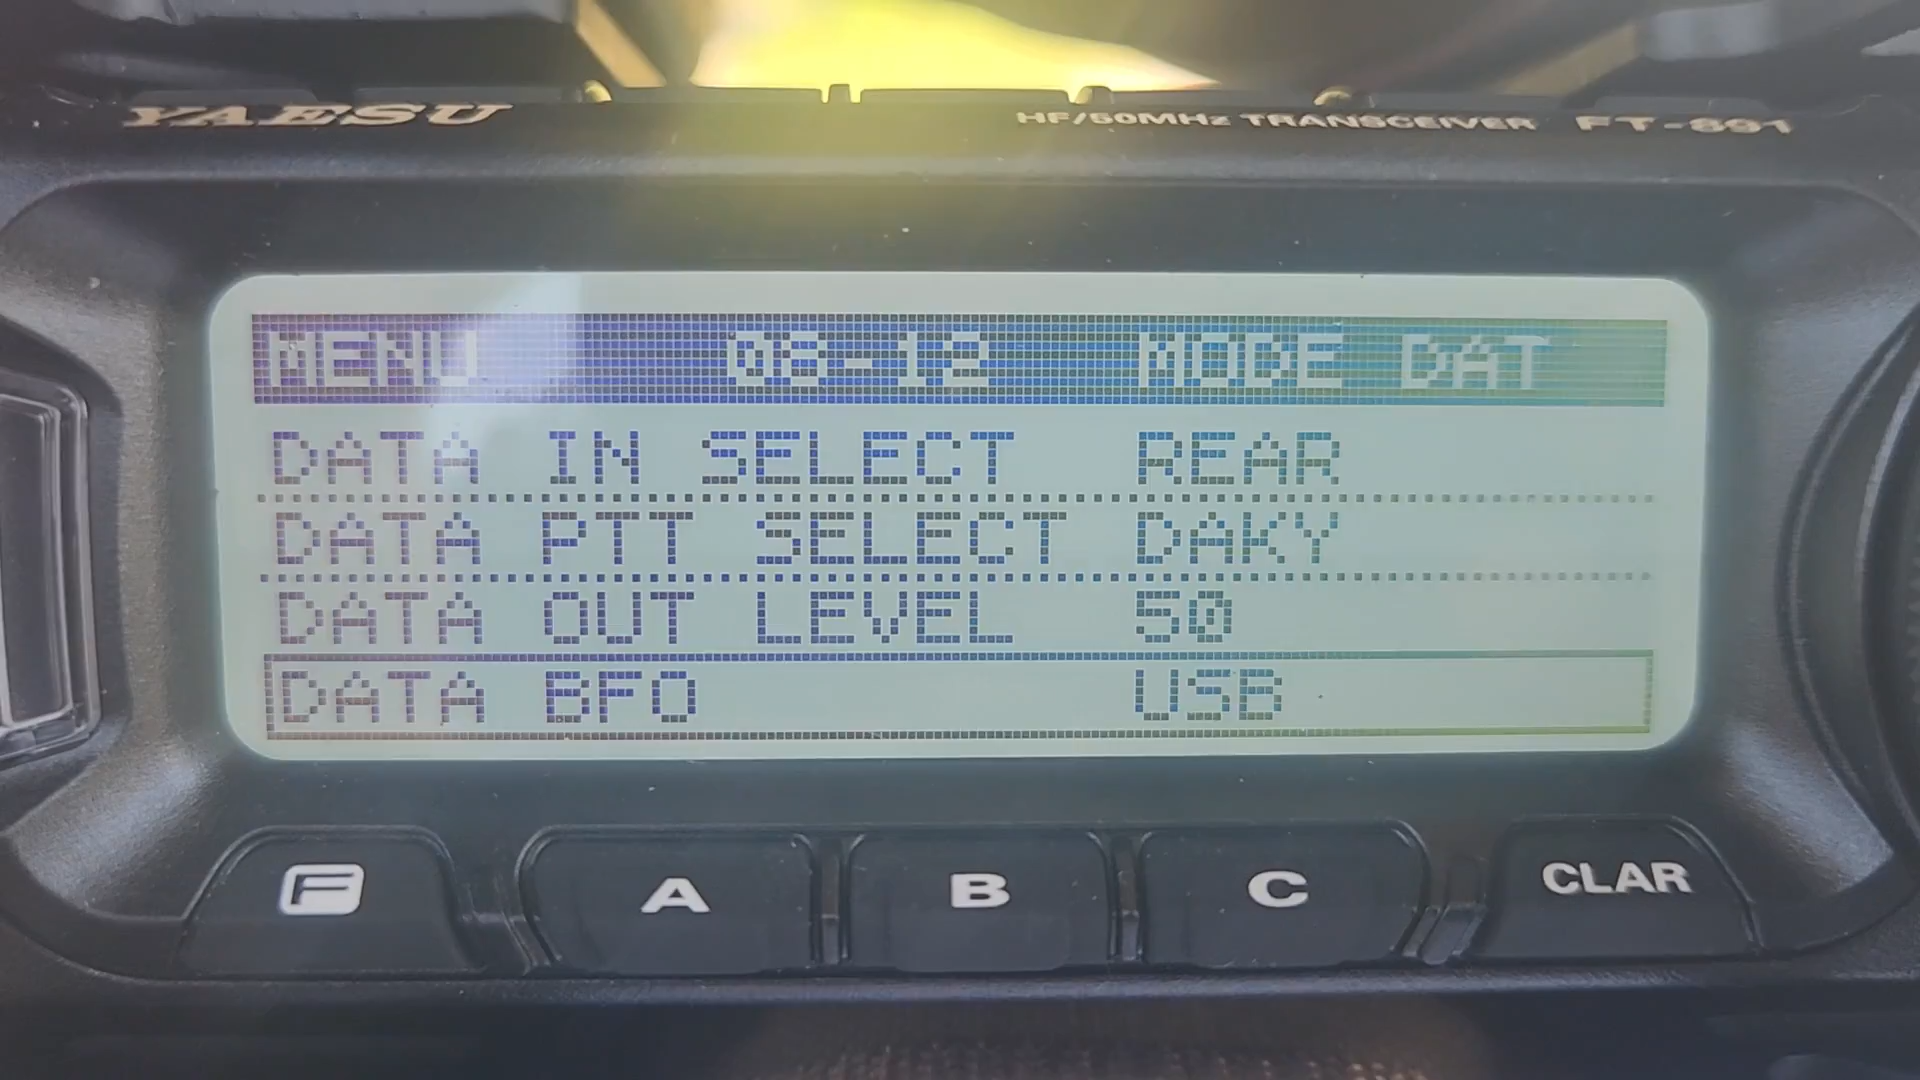 YAESU
HF/50MHz TRANSCEIVER FT-891
MENU 08-12 MODE DAT
DATA IN SELECT REAR
DATA PTT SELECT DAKY
DATA OUT LEVEL 50
DATA BFO USB
F A B C CLAR